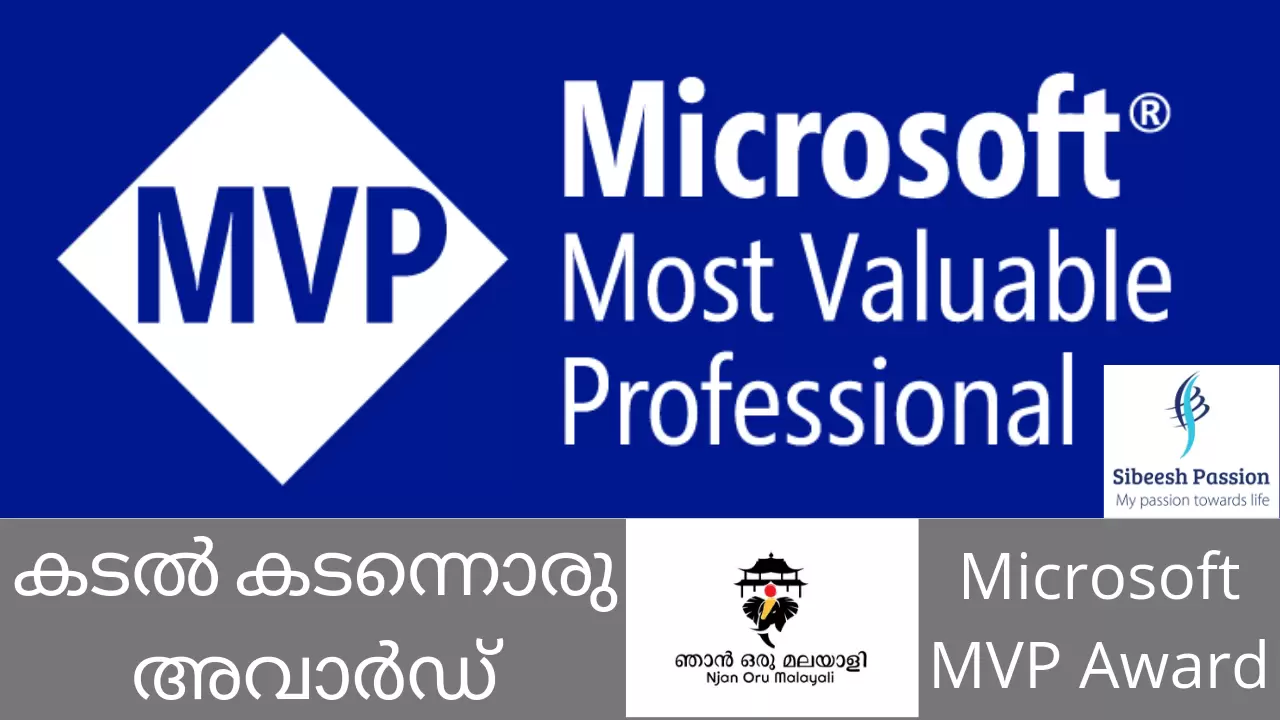 MVP
Microsoft®
Most Valuable
Professional
Sibeesh Passion
My passion towards life
കടൽ കടന്നൊരു
അവാർഡ്
ഞാൻ ഒരു മലയാളി
Njan Oru Malayali
Microsoft
MVP Award